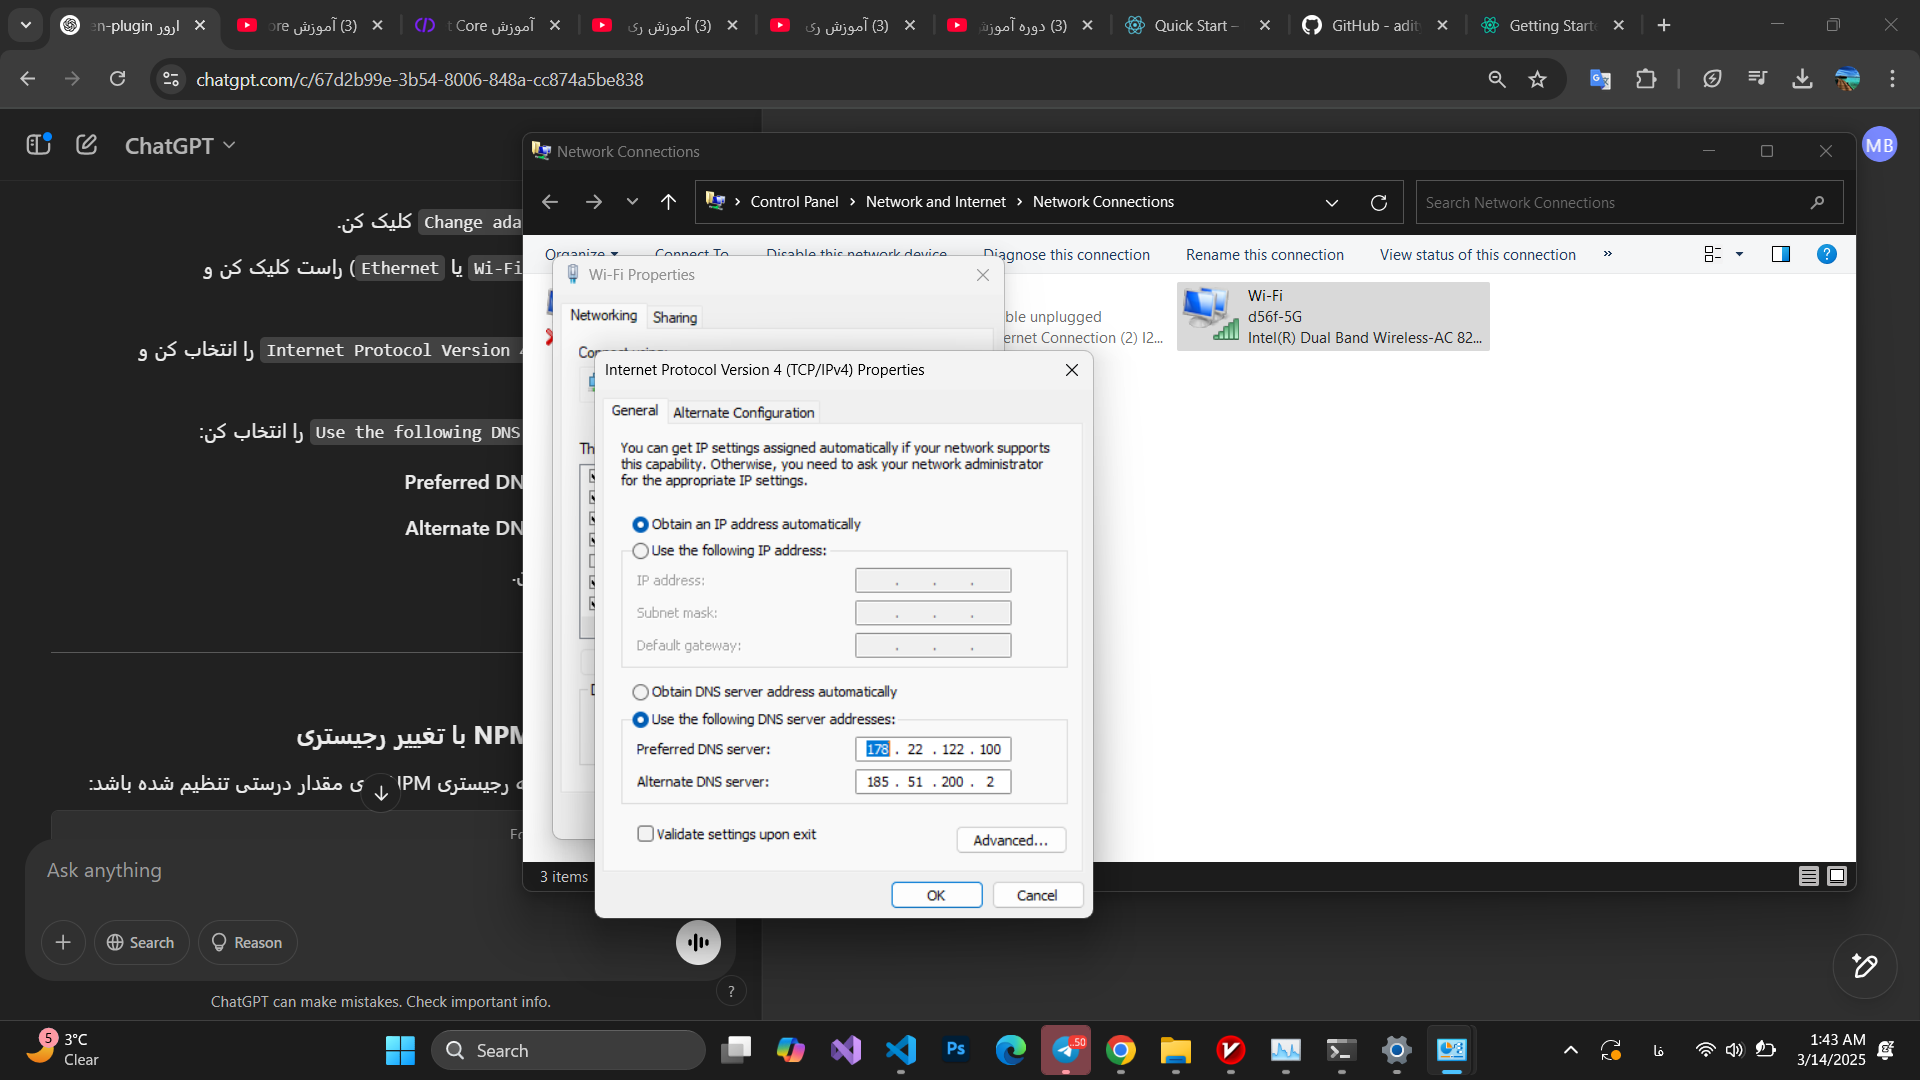 ارور en-plugin
(3) آموزش ore
آموزش t Core
(3) آموزش ری
(3) آموزش ری
(3) دوره آموزش
Quick Start –
GitHub - adit
Getting Starte
chatgpt.com/c/67d2b99e-3b54-8006-848a-cc874a5be838
ChatGPT
MB
Change ada کلیک کن.
Wi-Fi یا Ethernet) راست کلیک کن و
Internet Protocol Version 4 را انتخاب کن و
Use the following DNS را انتخاب کن:
Preferred DN
Alternate DN
NPM با تغییر رجیستری
رجیستری NPM مقدار درستی تنظیم شده باشد:
Ask anything
Search
Reason
ChatGPT can make mistakes. Check important info.
?
Network Connections
Control Panel > Network and Internet > Network Connections
Search Network Connections
Organize
Connect To
Disable this network device
Diagnose this connection
Rename this connection
View status of this connection
»
ble unplugged
ernet Connection (2) I2...
Wi-Fi
d56f-5G
Intel(R) Dual Band Wireless-AC 82...
3 items
Wi-Fi Properties
Networking
Sharing
Connect using:
Th
Internet Protocol Version 4 (TCP/IPv4) Properties
General
Alternate Configuration
You can get IP settings assigned automatically if your network supports
this capability. Otherwise, you need to ask your network administrator
for the appropriate IP settings.
Obtain an IP address automatically
Use the following IP address:
IP address:
Subnet mask:
Default gateway:
Obtain DNS server address automatically
Use the following DNS server addresses:
Preferred DNS server: 178 . 22 . 122 . 100
Alternate DNS server: 185 . 51 . 200 . 2
Validate settings upon exit
Advanced...
OK
Cancel
5
3°C
Clear
Search
Ps
..50
فا
1:43 AM
3/14/2025